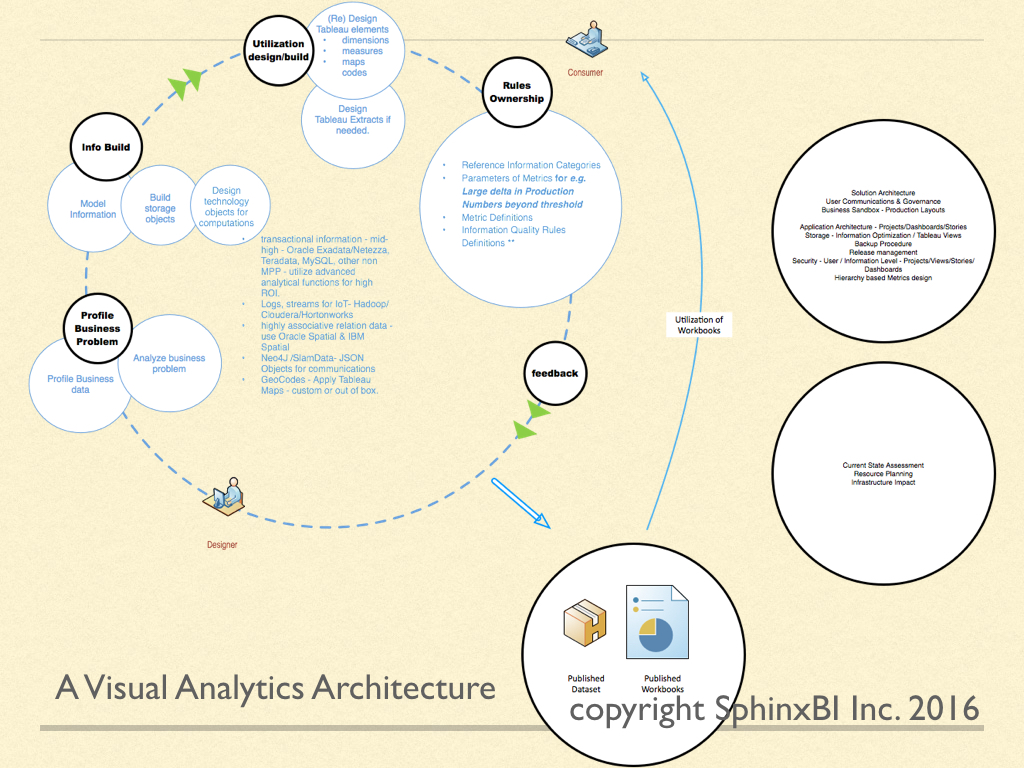 (Re) Design
Tableau elements
• dimensions
• measures
• maps
codes
Utilization
design/build
Design
Tableau Extracts if
needed.
Consumer
Rules
Ownership
• Reference Information Categories
• Parameters of Metrics for e.g.
Large delta in Production
Numbers beyond threshold
• Metric Definitions
• Information Quality Rules
Definitions **
Info Build
Model
Information
Build
storage
objects
Design
technology
objects for
computations
• transactional information - mid-
high - Oracle Exadata/Netezza,
Teradata, MySQL, other non
MPP - utilize advanced
analytical functions for high
ROI.
• Logs, streams for IoT- Hadoop/
Cloudera/Hortonworks
• highly associative relation data -
use Oracle Spatial & IBM
Spatial
• Neo4J /SlamData- JSON
Objects for communications
• GeoCodes - Apply Tableau
Maps - custom or out of box.
Profile
Business
Problem
Profile Business
data
Analyze business
problem
feedback
Designer
Utilization of
Workbooks
Solution Architecture
User Communications & Governance
Business Sandbox - Production Layouts
Application Architecture - Projects/Dashboards/Stories
Storage - Information Optimization / Tableau Views
Backup Procedure
Release management
Security - User / Information Level - Projects/Views/Stories/
Dashboards
Hierarchy based Metrics design
Current State Assessment
Resource Planning
Infrastructure Impact
Published
Dataset
Published
Workbooks
A Visual Analytics Architecture
copyright SphinxBI Inc. 2016